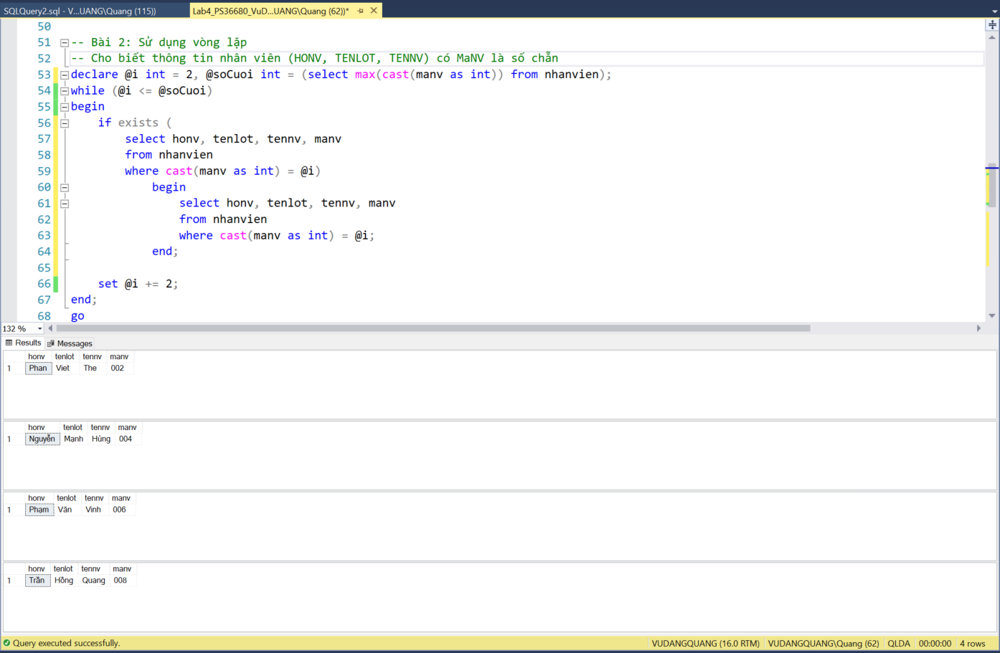 SQLQuery2.sql - V...UANG\Quang (115))
Lab4_PS36680_VuD...UANG\Quang (62))*
50
51 -- Bài 2: Sử dụng vòng lặp
52 -- Cho biết thông tin nhân viên (HONV, TENLOT, TENNV) có MaNV là số chẵn
53 declare @i int = 2, @soCuoi int = (select max(cast(manv as int)) from nhanvien);
54 while (@i <= @soCuoi)
55 begin
56 if exists (
57 select honv, tenlot, tennv, manv
58 from nhanvien
59 where cast(manv as int) = @i)
60 begin
61 select honv, tenlot, tennv, manv
62 from nhanvien
63 where cast(manv as int) = @i;
64 end;
65
66 set @i += 2;
67 end;
68 go
132 %
Results Messages
honv tenlot tennv manv
1 Phan Viet The 002
honv tenlot tennv manv
1 Nguyễn Mạnh Hùng 004
honv tenlot tennv manv
1 Phạm Văn Vinh 006
honv tenlot tennv manv
1 Trần Hồng Quang 008
Query executed successfully. VUDANGQUANG (16.0 RTM) VUDANGQUANG\Quang (62) QLDA 00:00:00 4 rows